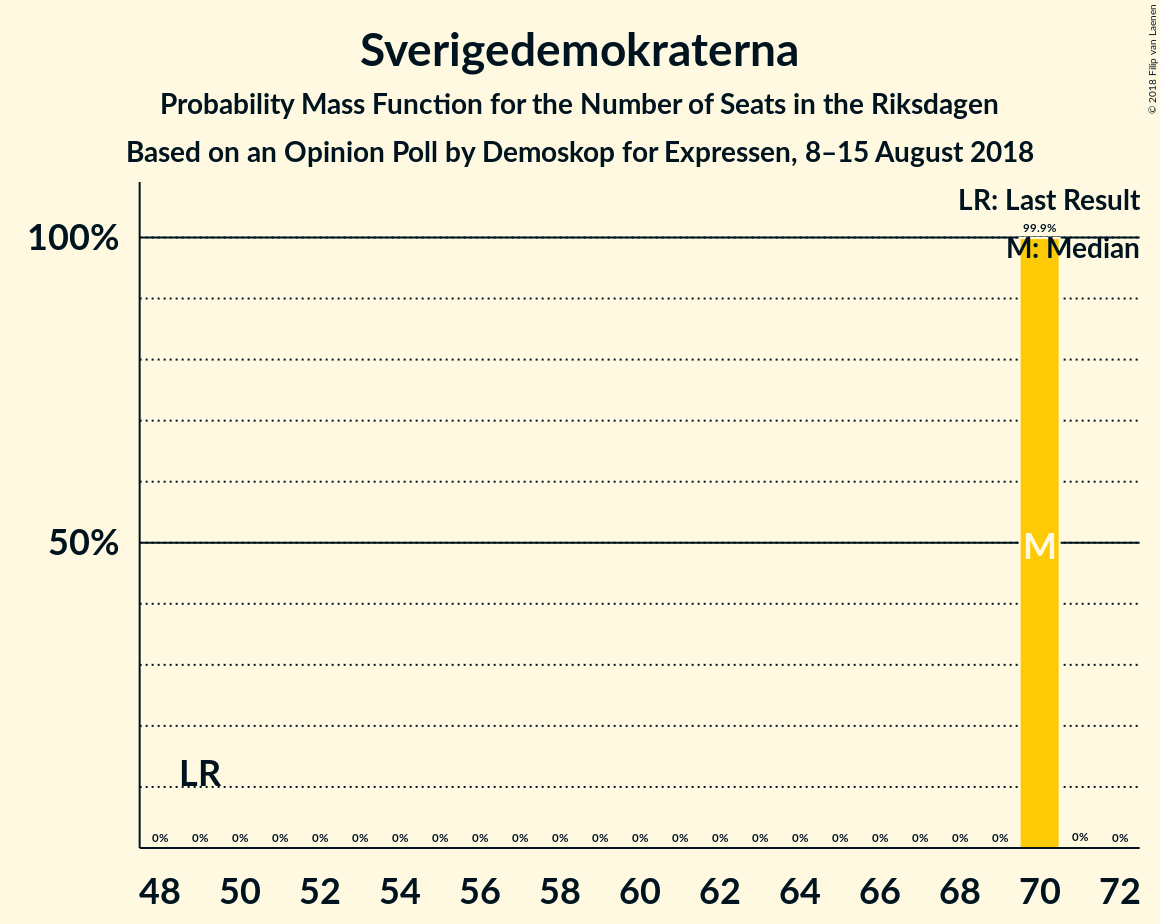 Sverigedemokraterna
Probability Mass Function for the Number of Seats in the Riksdagen
Based on an Opinion Poll by Demoskop for Expressen, 8–15 August 2018
© 2018 Filip van Laenen
LR: Last Result
99.9%
100%
M: Median
50%
M
LR
0% 0% 0% 0% 0% 0% 0% 0% 0% 0% 0% 0% 0% 0% 0% 0% 0% 0% 0% 0% 0% 0% 0% 0%
48 50 52 54 56 58 60 62 64 66 68 70 72